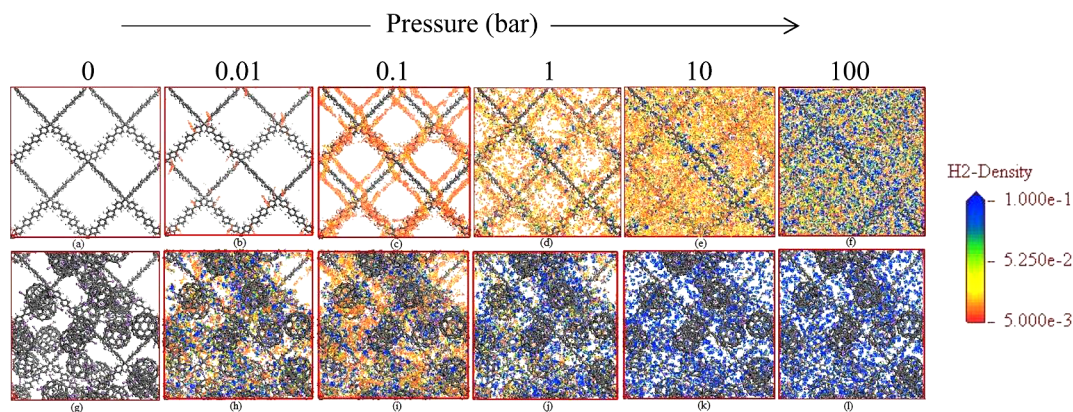 Pressure (bar)
0 0.01 0.1 1 10 100
(a) (b) (c) (d) (e) (f)
H2-Density
1.000e-1
5.250e-2
5.000e-3
(g) (h) (i) (j) (k) (l)